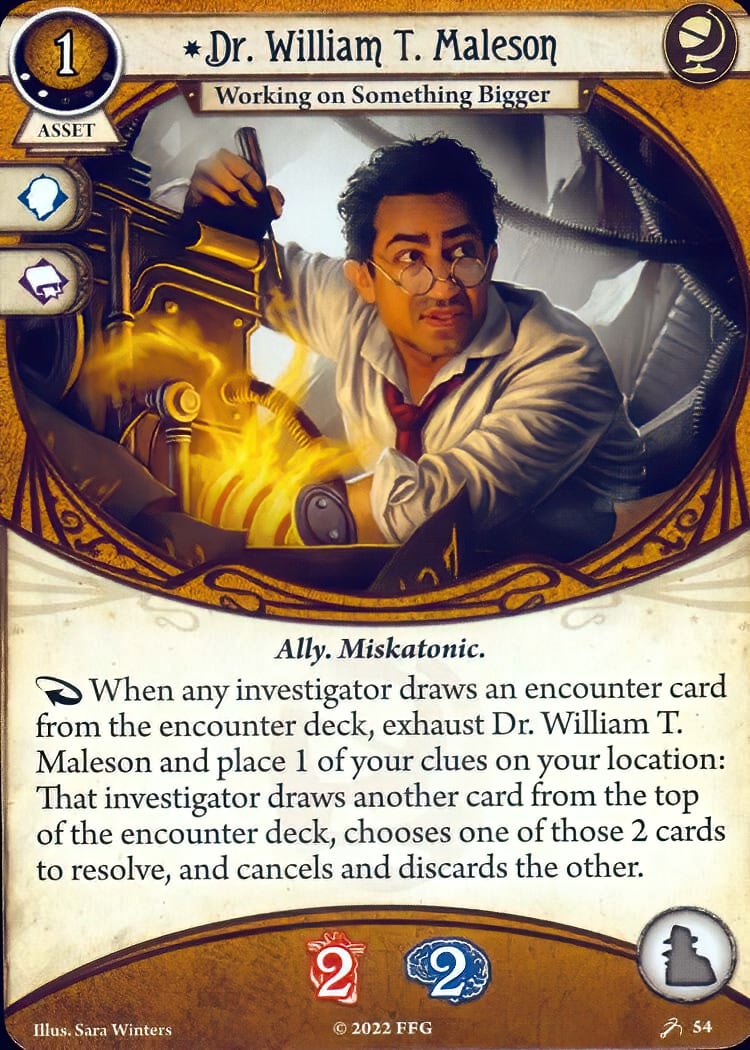 1
✷Dr. William T. Maleson
ASSET
Working on Something Bigger
Ally. Miskatonic.
When any investigator draws an encounter card
from the encounter deck, exhaust Dr. William T.
Maleson and place 1 of your clues on your location:
That investigator draws another card from the top
of the encounter deck, chooses one of those 2 cards
to resolve, and cancels and discards the other.
2 2
Illus. Sara Winters © 2022 FFG 54